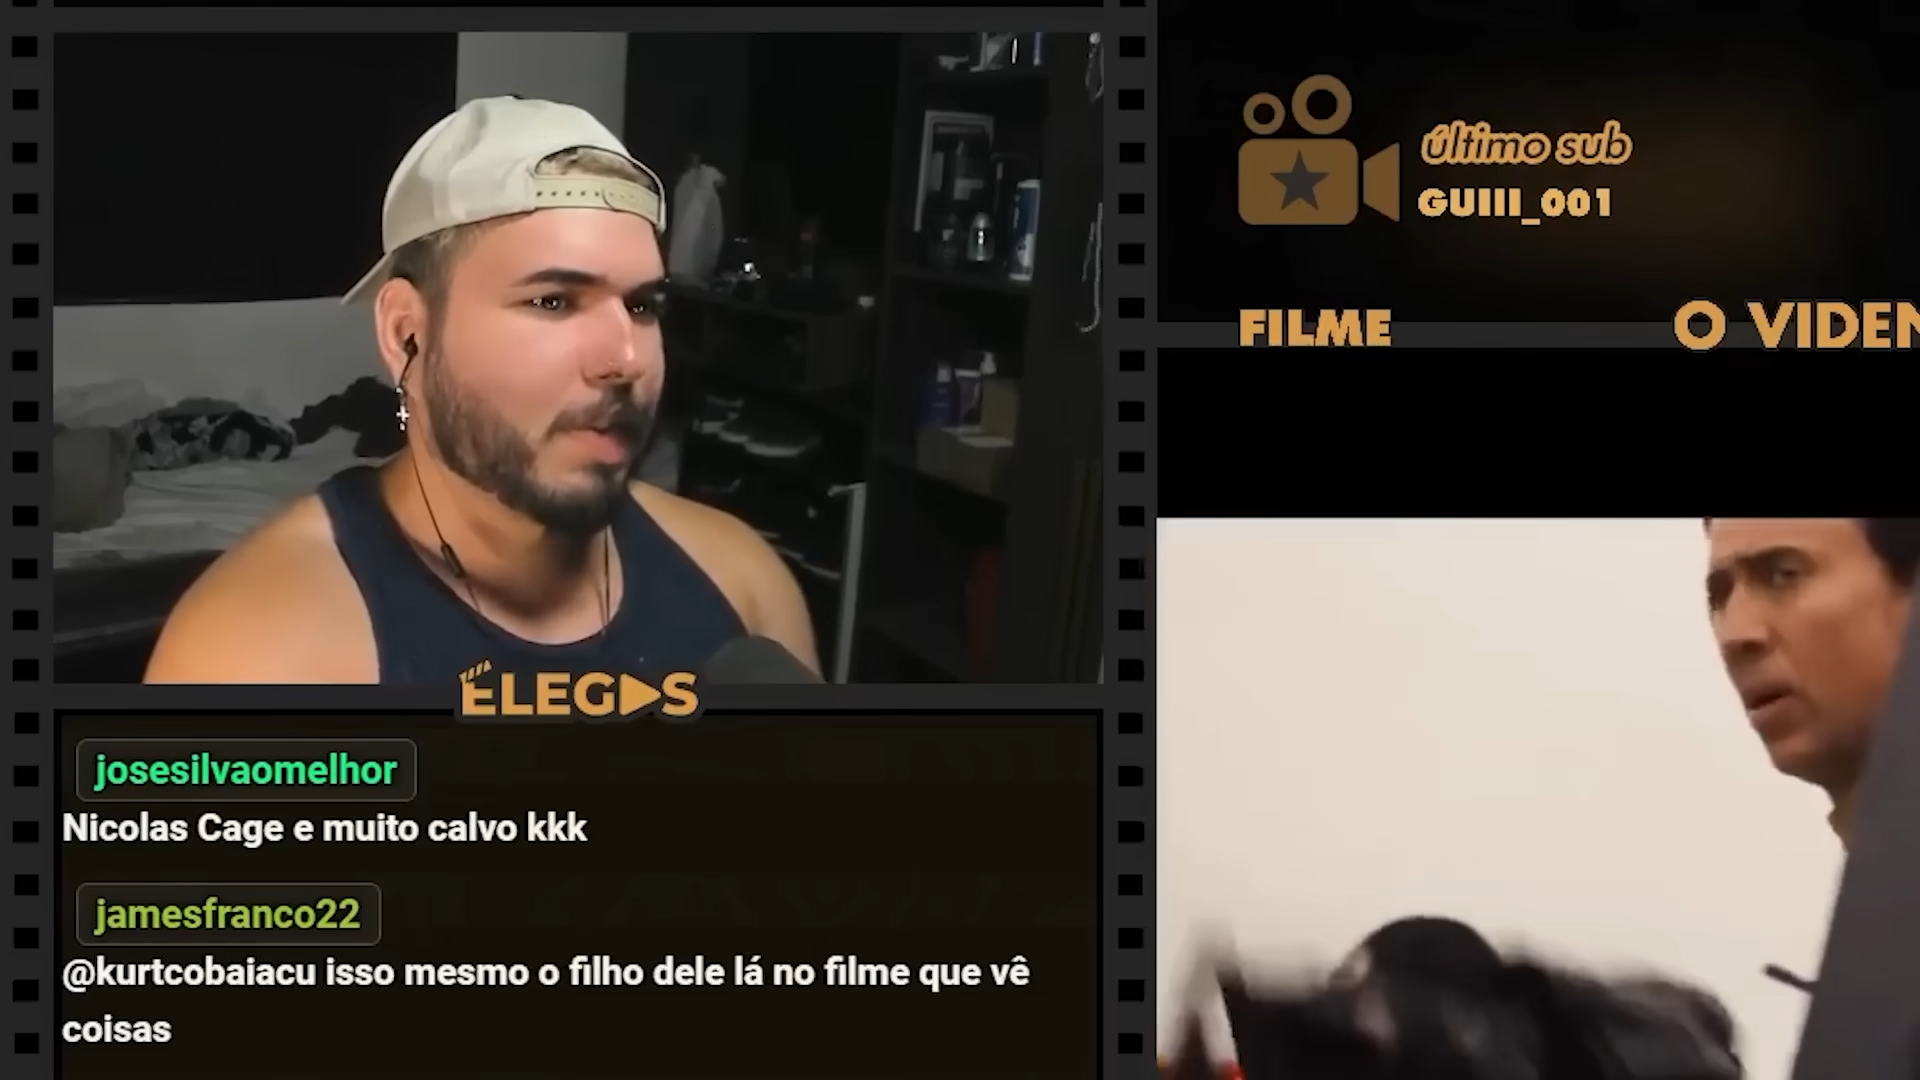 último sub
GUIII_001
FILME
O VIDEN
ELEGOS
josesilvaomelhor
Nicolas Cage e muito calvo kkk
jamesfranco22
@kurtcobaiacu isso mesmo o filho dele lá no filme que vê
coisas